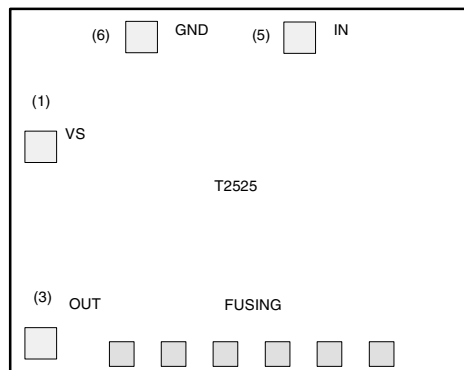 (6) GND (5) IN
(1)
VS
T2525
(3) OUT FUSING